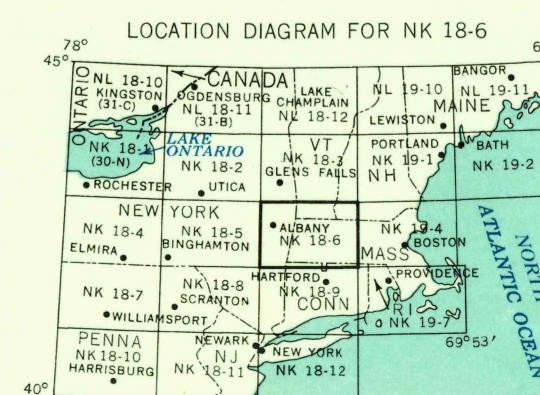 LOCATION DIAGRAM FOR NK 18-6
78°
45°
ONTARIO
NL 18-10
KINGSTON
(31-C)
CANADA
OGDENSBURG
NL 18-11
(31-B)
LAKE
CHAMPLAIN
NL 18-12
NL 19-10
BANGOR
NL 19-11
MAINE
LEWISTON
NK 18-1
(30-N)
LAKE
ONTARIO
NK 18-2
VT
NK 18-3
GLENS FALLS
PORTLAND
NK 19-1
NH
BATH
NK 19-2
ROCHESTER
UTICA
NEW YORK
NK 18-4
NK 18-5
ELMIRA
BINGHAMTON
ALBANY
NK 18-6
NK 19-4
BOSTON
MASS
NORTH
ATLANTIC OCEAN
NK 18-7
NK 18-8
SCRANTON
WILLIAMSPORT
HARTFORD
NK 18-9
CONN
PROVIDENCE
RI
NK 19-7
69°53'
PENNA
NK 18-10
HARRISBURG
NEWARK
NJ
NK 18-11
NEW YORK
NK 18-12
40°